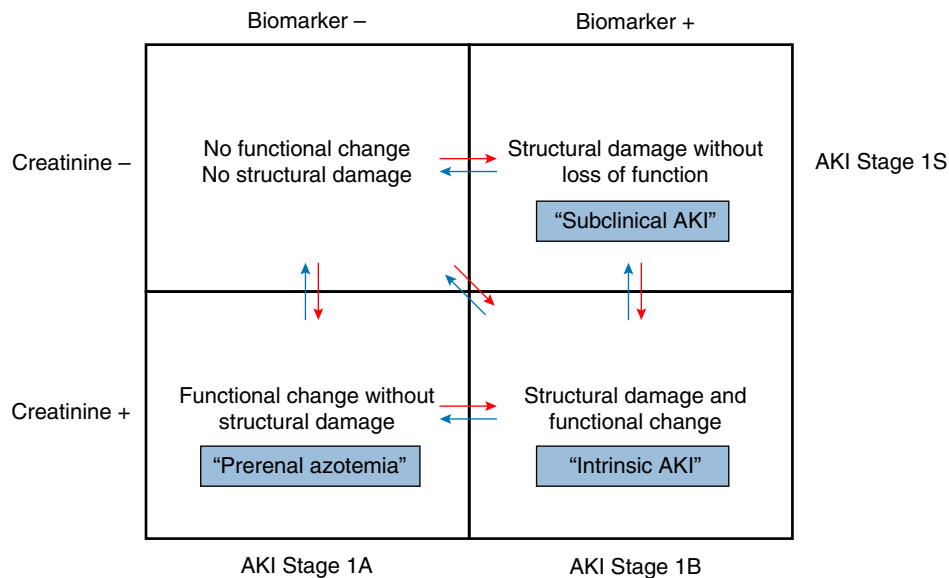 Biomarker –
Biomarker +
Creatinine –
No functional change
No structural damage
Structural damage without
loss of function
“Subclinical AKI”
AKI Stage 1S
Creatinine +
Functional change without
structural damage
“Prerenal azotemia”
Structural damage and
functional change
“Intrinsic AKI”
AKI Stage 1A
AKI Stage 1B